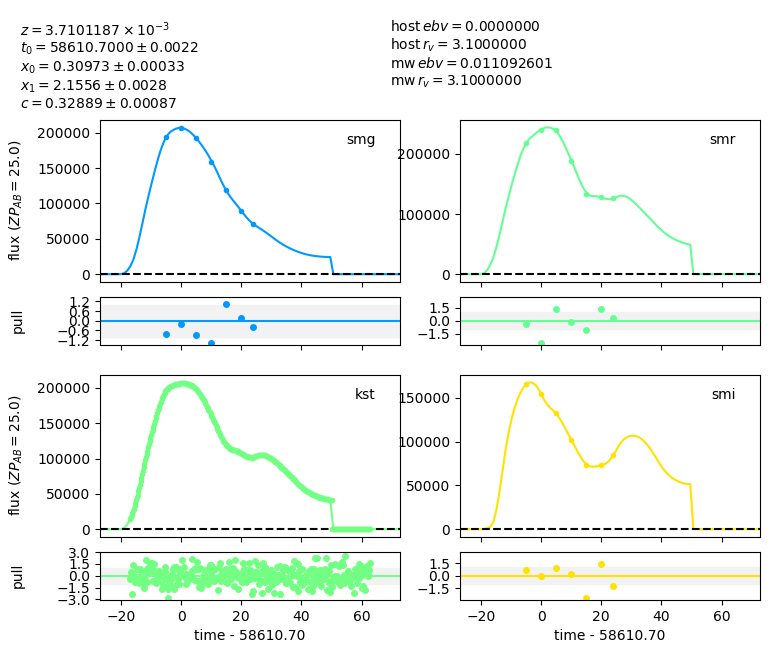 z = 3.7101187 × 10⁻³
t₀ = 58610.7000 ± 0.0022
x₀ = 0.30973 ± 0.00033
x₁ = 2.1556 ± 0.0028
c = 0.32889 ± 0.00087
host ebv = 0.0000000
host r_v = 3.1000000
mw ebv = 0.011092601
mw r_v = 3.1000000
flux (ZP_AB = 25.0)
200000
150000
100000
50000
0
smg
200000
100000
0
smr
pull
1.2
0.6
0.0
−0.6
−1.2
1.5
0.0
−1.5
flux (ZP_AB = 25.0)
200000
150000
100000
50000
0
kst
150000
100000
50000
0
smi
pull
3.0
1.5
0.0
−1.5
−3.0
1.5
0.0
−1.5
−20 0 20 40 60
−20 0 20 40 60
time - 58610.70
time - 58610.70